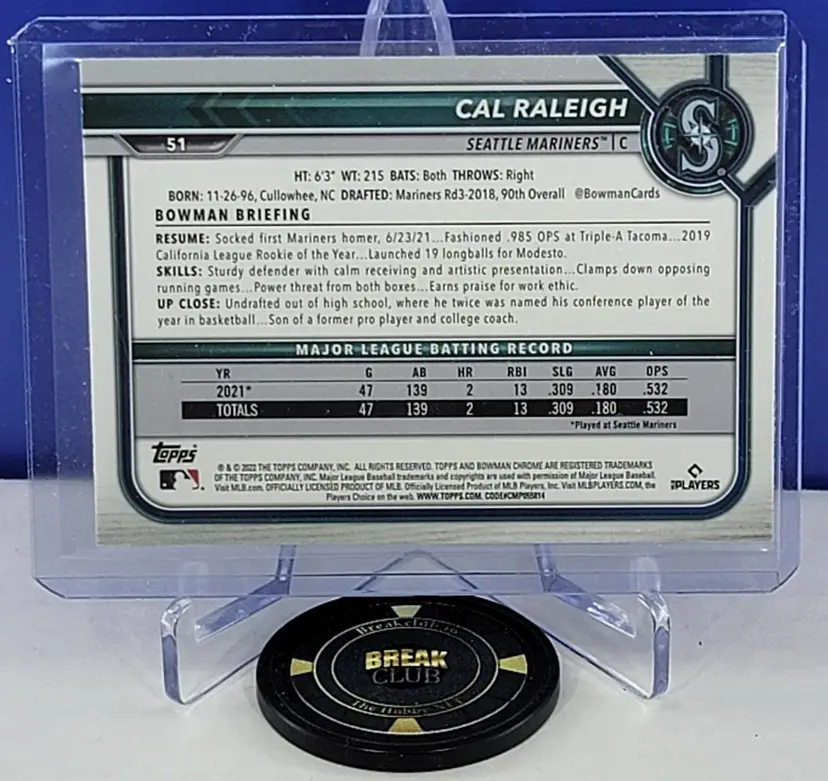 CAL RALEIGH
51
SEATTLE MARINERS™ | C
S
HT: 6'3" WT: 215 BATS: Both THROWS: Right
BORN: 11-26-96, Cullowhee, NC DRAFTED: Mariners Rd3-2018, 90th Overall @BowmanCards
BOWMAN BRIEFING
RESUME: Socked first Mariners homer, 6/23/21...Fashioned .985 OPS at Triple-A Tacoma...2019
California League Rookie of the Year...Launched 19 longballs for Modesto.
SKILLS: Sturdy defender with calm receiving and artistic presentation...Clamps down opposing
running games...Power threat from both boxes...Earns praise for work ethic.
UP CLOSE: Undrafted out of high school, where he twice was named his conference player of the
year in basketball...Son of a former pro player and college coach.
MAJOR LEAGUE BATTING RECORD
YR G AB HR RBI SLG AVG OPS
2021* 47 139 2 13 .309 .180 .532
TOTALS 47 139 2 13 .309 .180 .532
*Played at Seattle Mariners
Topps
® & © 2022 THE TOPPS COMPANY, INC. ALL RIGHTS RESERVED. TOPPS AND BOWMAN CHROME ARE REGISTERED TRADEMARKS
OF THE TOPPS COMPANY, INC. Major League Baseball trademarks and copyrights are used with permission of Major League Baseball.
Visit MLB.com. OFFICIALLY LICENSED PRODUCT OF MLB. Officially Licensed Product of MLB Players, Inc. Visit MLBPLAYERS.COM, the
Players Choice on the web. WWW.TOPPS.COM. CODE#CMP055814
PLAYERS
Breakclub.io
BREAK
CLUB
The Hobby